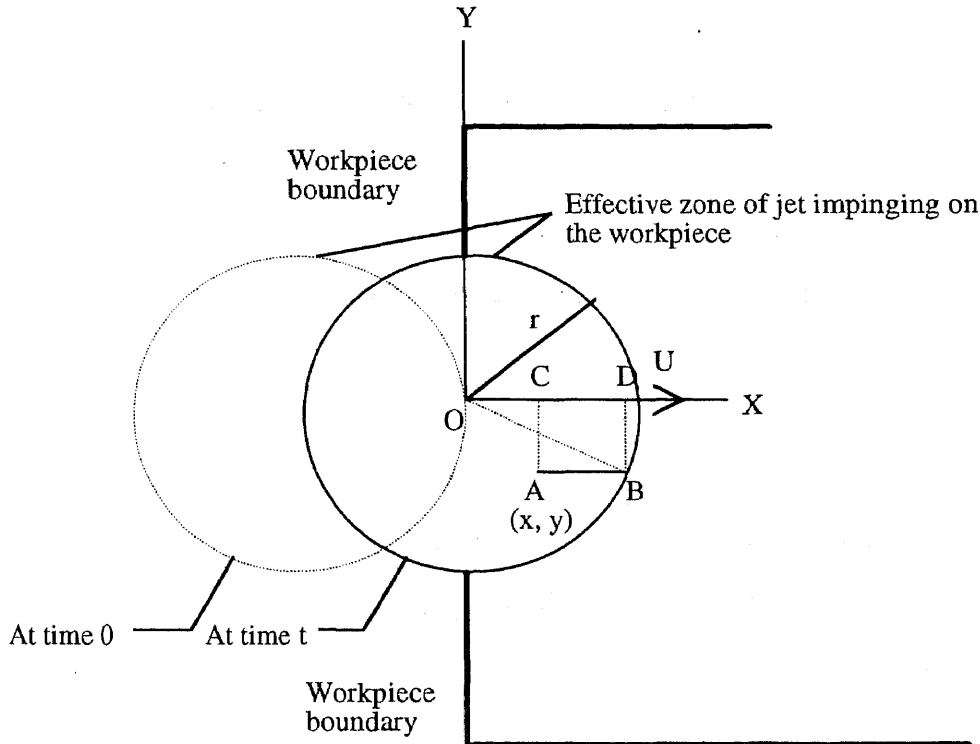 Y
Workpiece
boundary
Effective zone of jet impinging on
the workpiece
r
C
D
U
O
X
A
B
(x, y)
At time 0
At time t
Workpiece
boundary